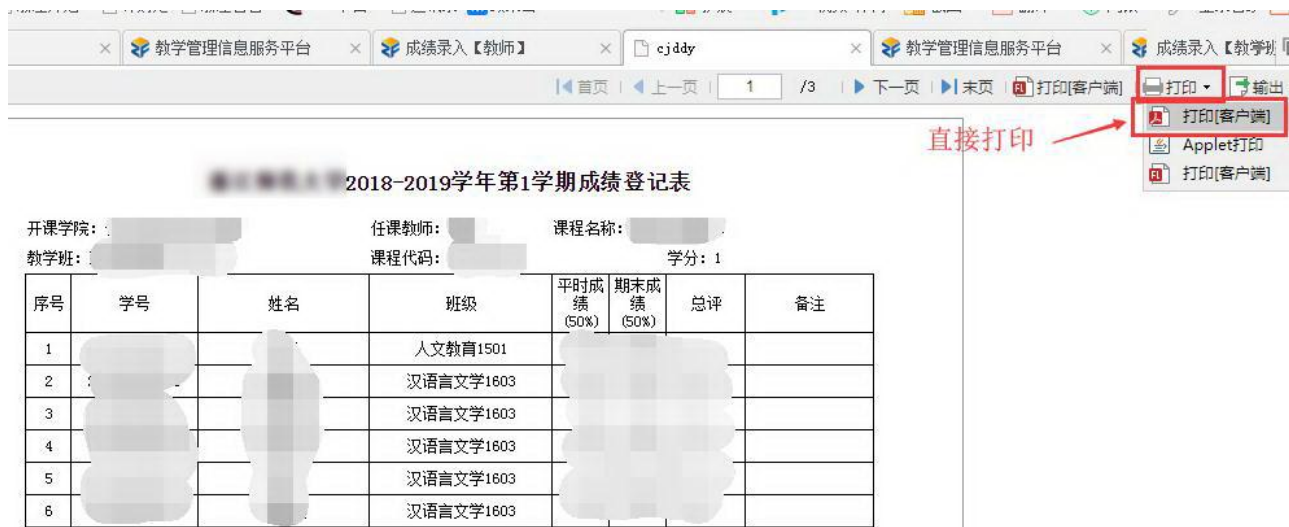 教学管理信息服务平台
成绩录入【教师】
cjddy
教学管理信息服务平台
成绩录入【教学班
首页 上一页 1 /3 下一页 末页 打印[客户端] 打印 输出
打印[客户端]
直接打印
Applet打印
打印[客户端]
2018-2019学年第1学期成绩登记表
开课学院: 任课教师: 课程名称:
教学班: 课程代码: 学分: 1
序号 学号 姓名 班级 平时成绩(50%) 期末成绩(50%) 总评 备注
1 人文教育1501
2 汉语言文学1603
3 汉语言文学1603
4 汉语言文学1603
5 汉语言文学1603
6 汉语言文学1603